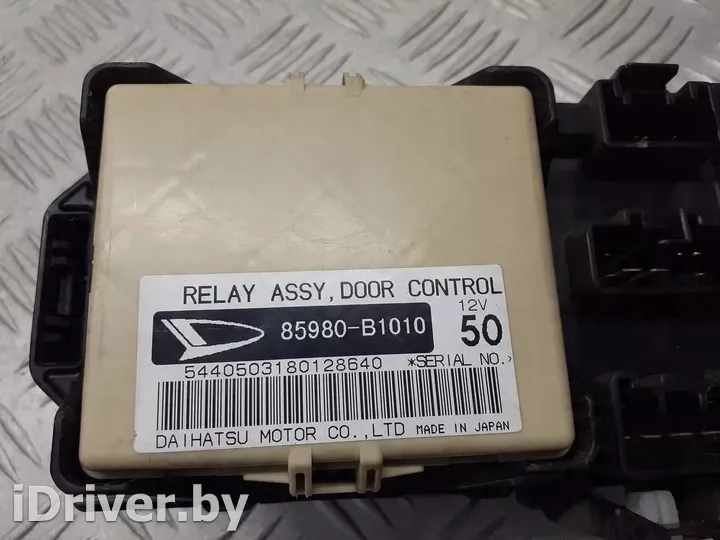 RELAY ASSY, DOOR CONTROL
12V
85980-B1010
50
5440503180128640 *SERIAL NO.*
DAIHATSU MOTOR CO.,LTD MADE IN JAPAN
iDriver.by